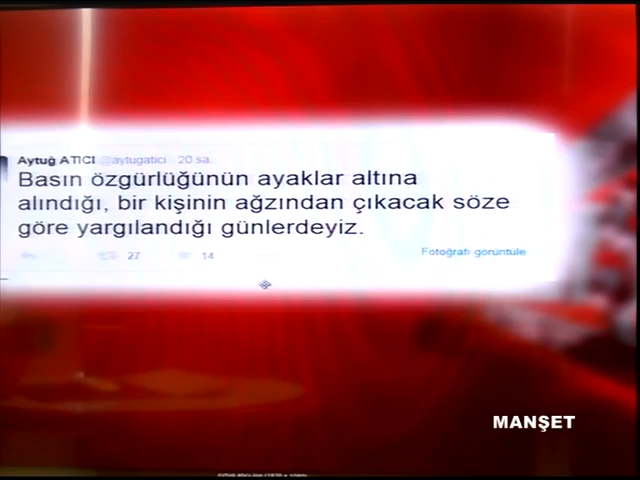 Aytuğ ATICI @aytugatici · 20 sa.
Basın özgürlüğünün ayaklar altına
alındığı, bir kişinin ağzından çıkacak söze
göre yargılandığı günlerdeyiz.
27 14 Fotoğrafı görüntüle
MANŞET